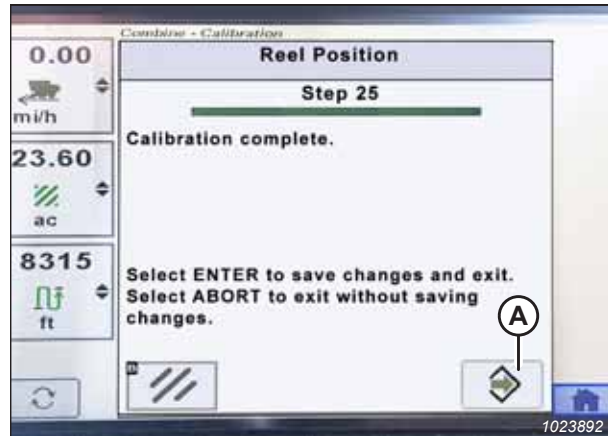 Combine - Calibration
0.00
mi/h
23.60
ac
8315
ft
Reel Position
Step 25
Calibration complete.
Select ENTER to save changes and exit.
Select ABORT to exit without saving
changes.
A
1023892